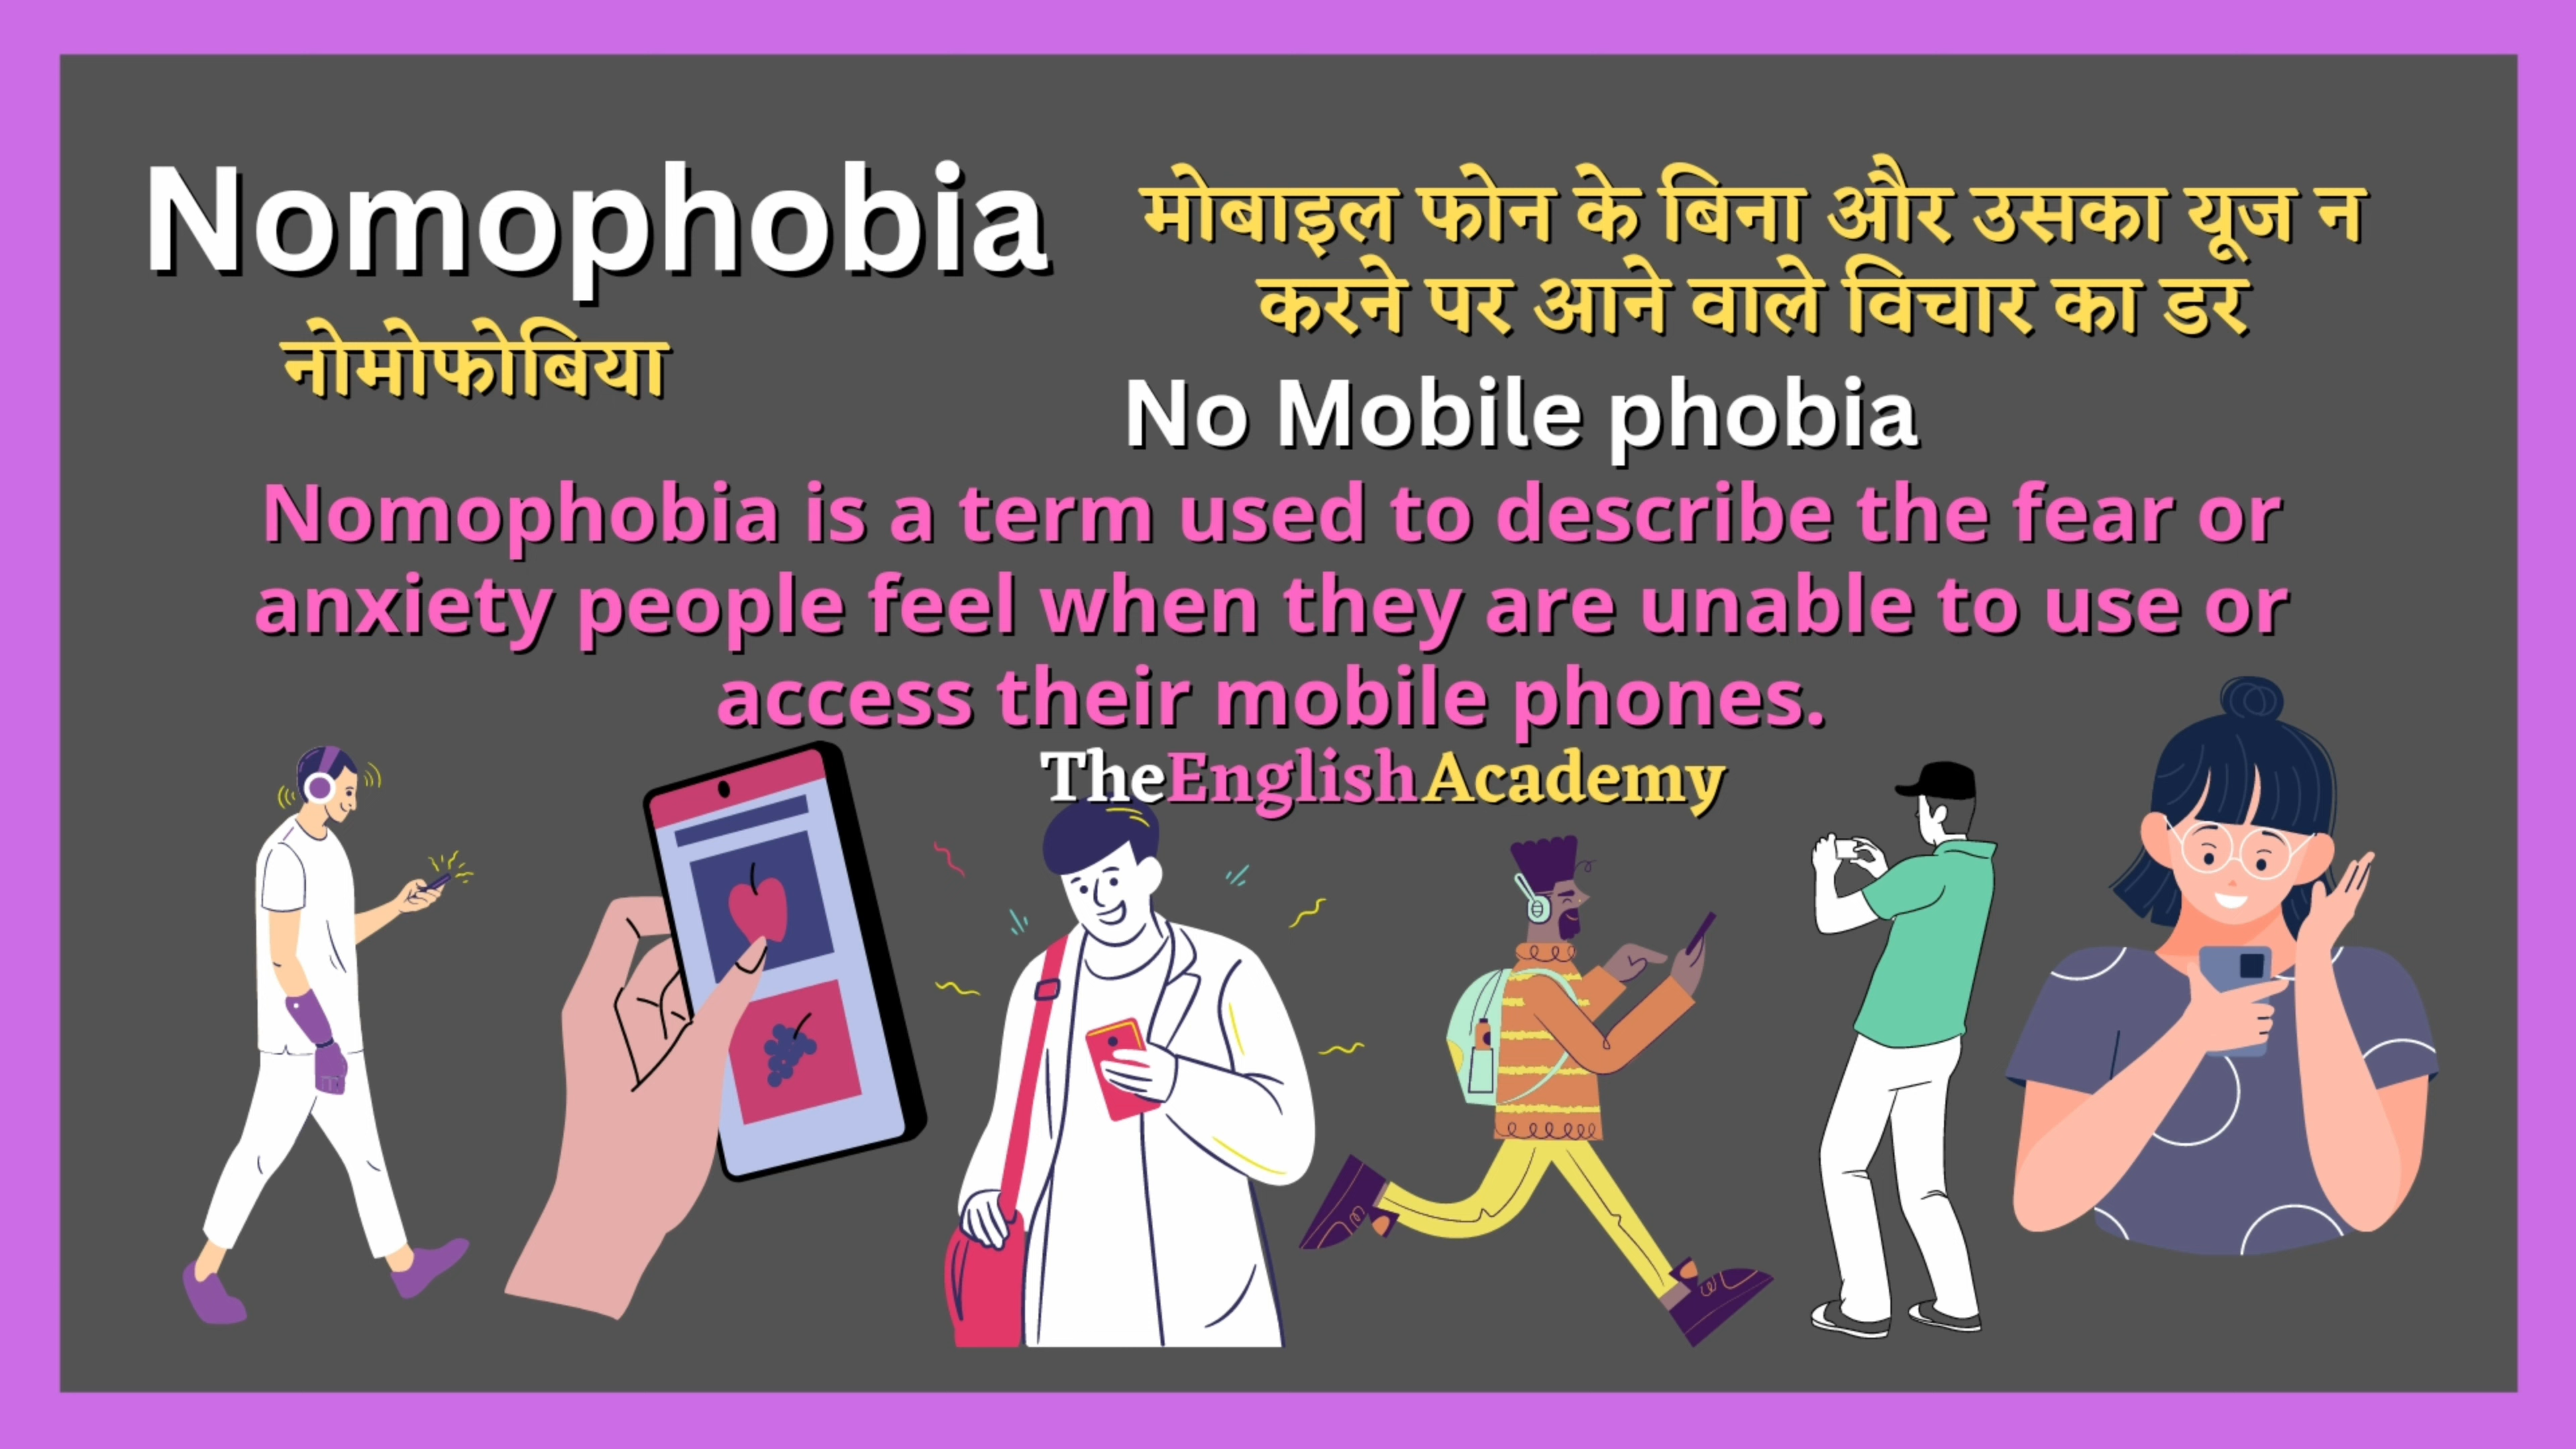 Nomophobia
नोमोफोबिया
मोबाइल फोन के बिना और उसका यूज न
करने पर आने वाले विचार का डर
No Mobile phobia
Nomophobia is a term used to describe the fear or
anxiety people feel when they are unable to use or
access their mobile phones.
TheEnglishAcademy